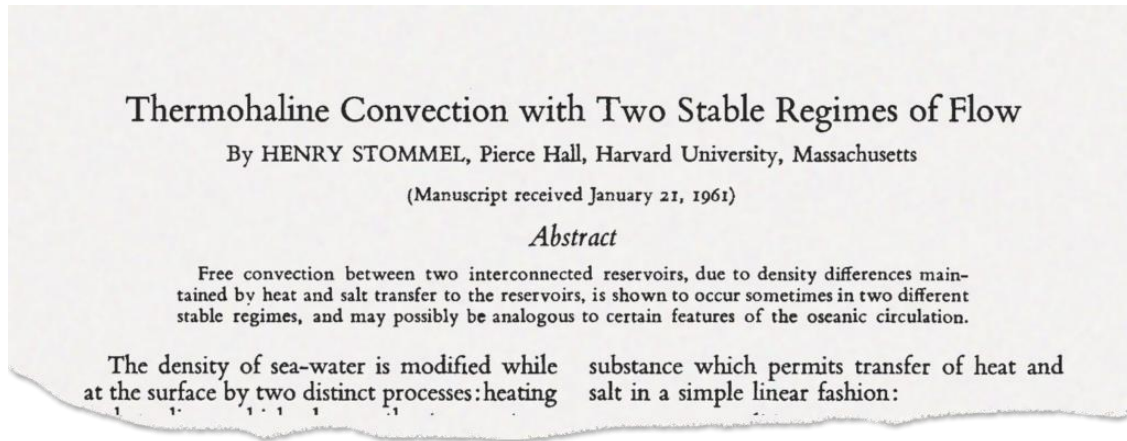 Thermohaline Convection with Two Stable Regimes of Flow
By HENRY STOMMEL, Pierce Hall, Harvard University, Massachusetts
(Manuscript received January 21, 1961)
Abstract
Free convection between two interconnected reservoirs, due to density differences main-
tained by heat and salt transfer to the reservoirs, is shown to occur sometimes in two different
stable regimes, and may possibly be analogous to certain features of the oseanic circulation.
The density of sea-water is modified while
at the surface by two distinct processes: heating
substance which permits transfer of heat and
salt in a simple linear fashion: